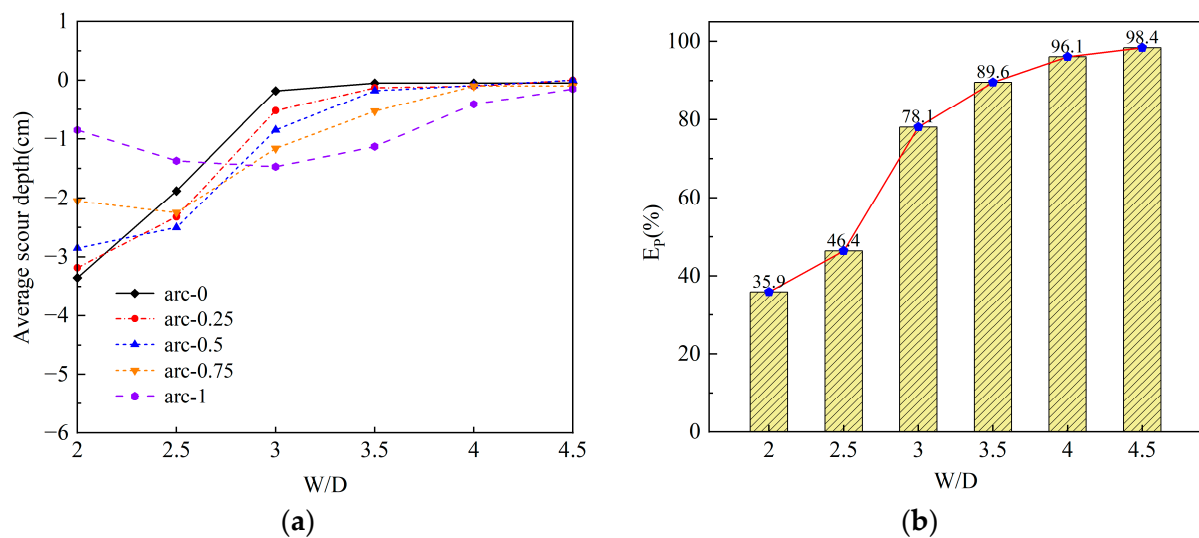 1
0
−1
−2
−3
−4
−5
−6
Average scour depth(cm)
arc-0
arc-0.25
arc-0.5
arc-0.75
arc-1
2 2.5 3 3.5 4 4.5
W/D
(a)
100
80
60
40
20
0
E_P(%)
35.9
46.4
78.1
89.6
96.1
98.4
2 2.5 3 3.5 4 4.5
W/D
(b)